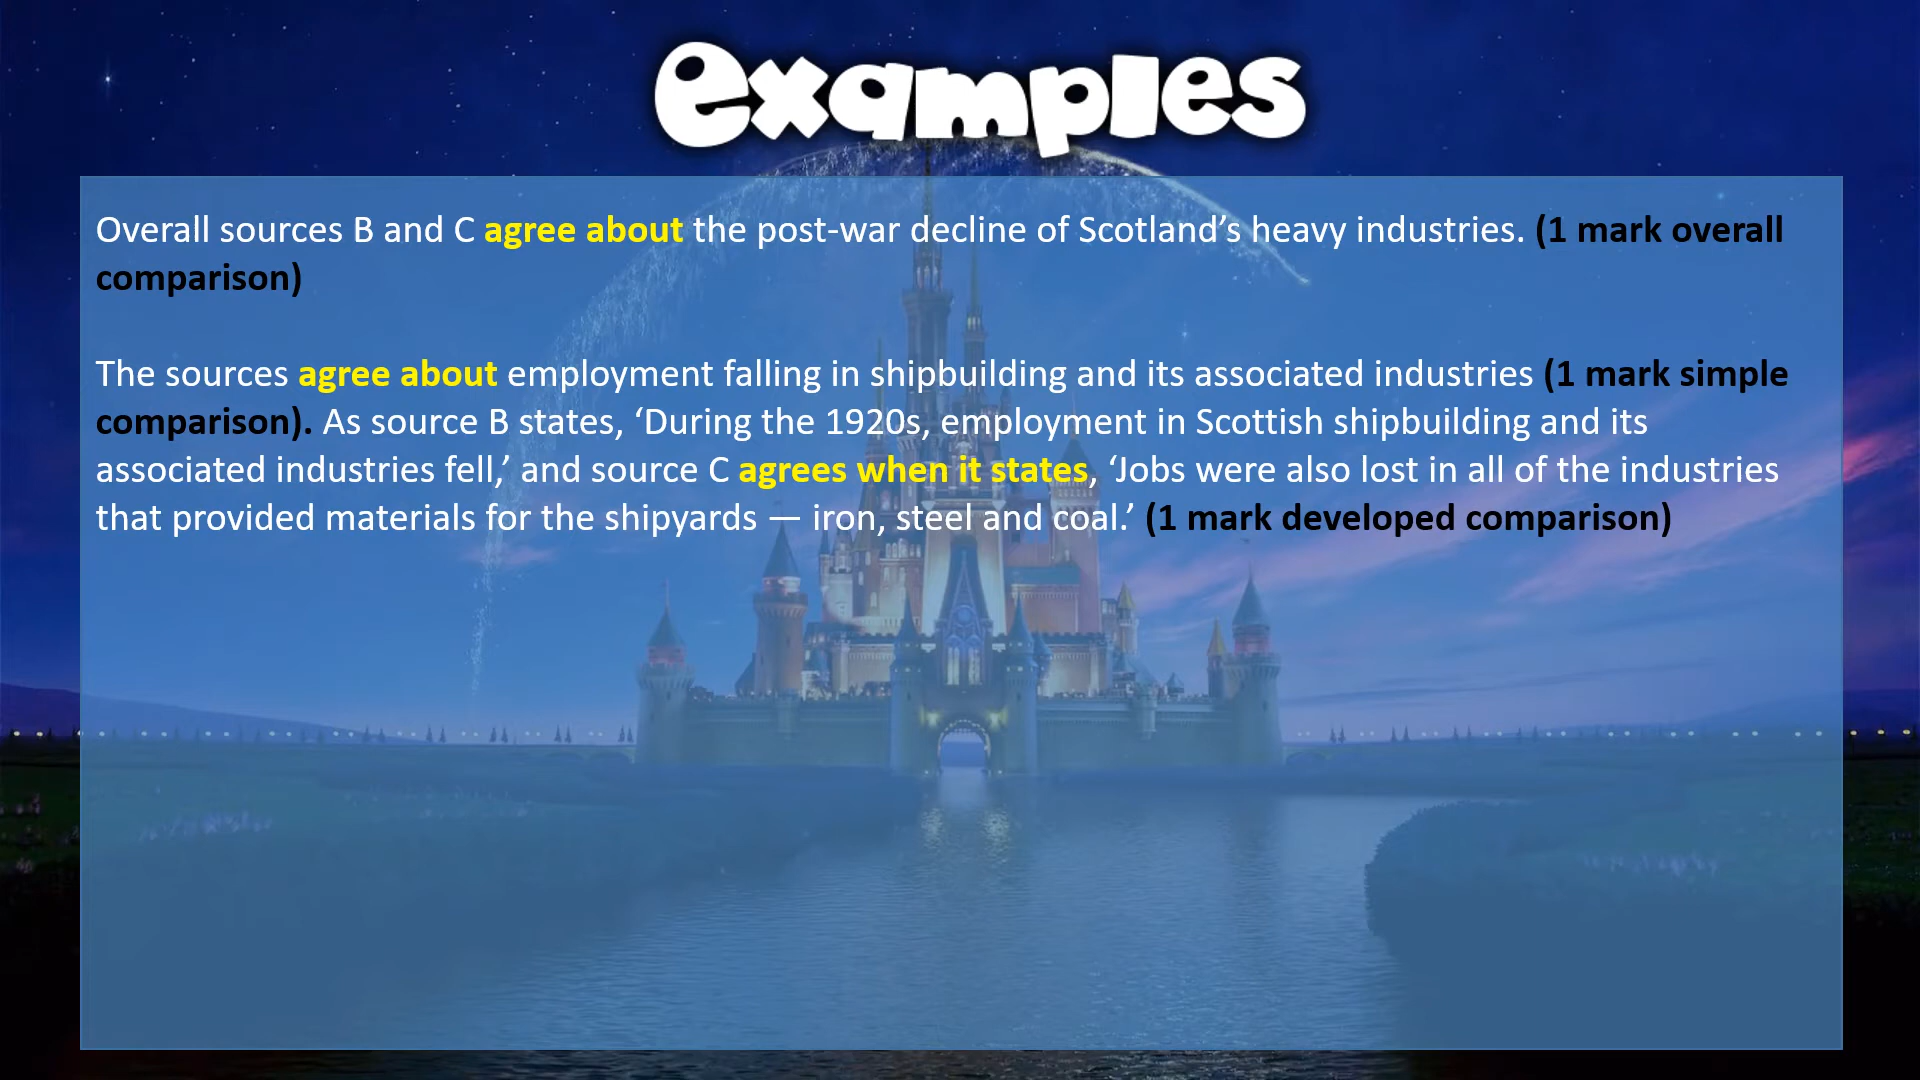 examples
Overall sources B and C agree about the post-war decline of Scotland’s heavy industries. (1 mark overall
comparison)
The sources agree about employment falling in shipbuilding and its associated industries (1 mark simple
comparison). As source B states, ‘During the 1920s, employment in Scottish shipbuilding and its
associated industries fell,’ and source C agrees when it states, ‘Jobs were also lost in all of the industries
that provided materials for the shipyards — iron, steel and coal.’ (1 mark developed comparison)